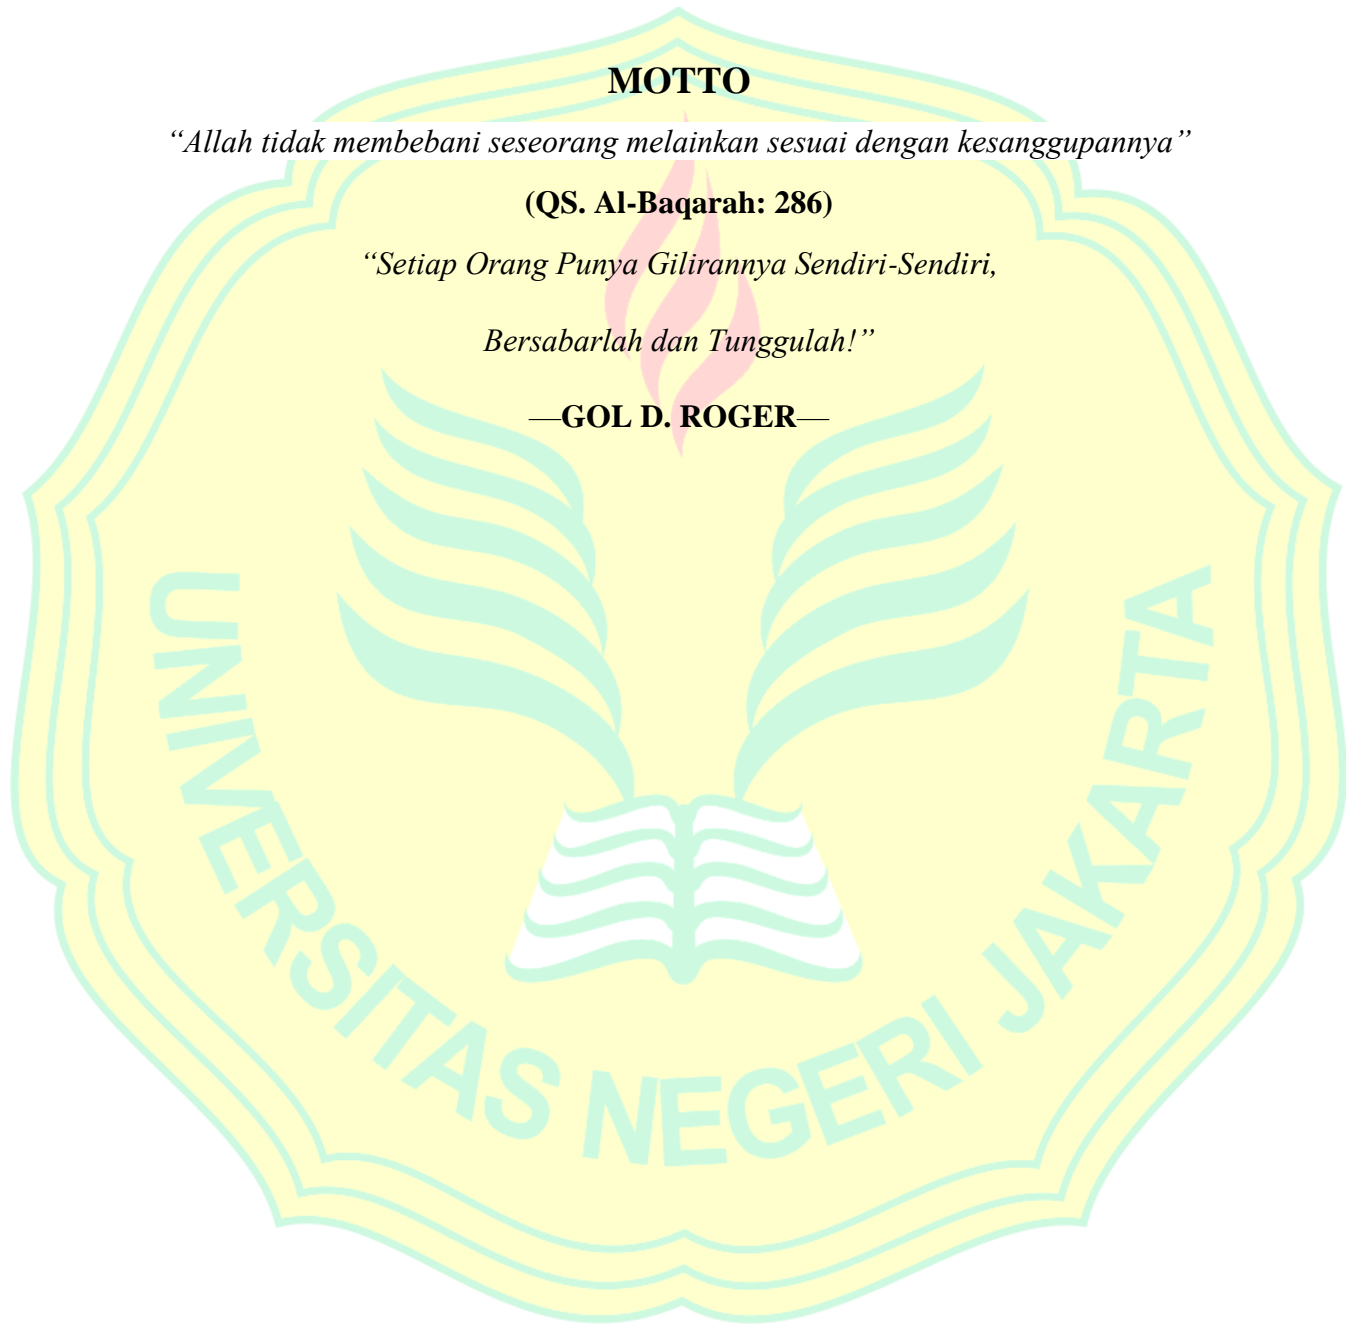 MOTTO
“Allah tidak membebani seseorang melainkan sesuai dengan kesanggupannya”
(QS. Al-Baqarah: 286)
“Setiap Orang Punya Gilirannya Sendiri-Sendiri,
Bersabarlah dan Tunggulah!”
—GOL D. ROGER—
UNIVERSITAS NEGERI JAKARTA